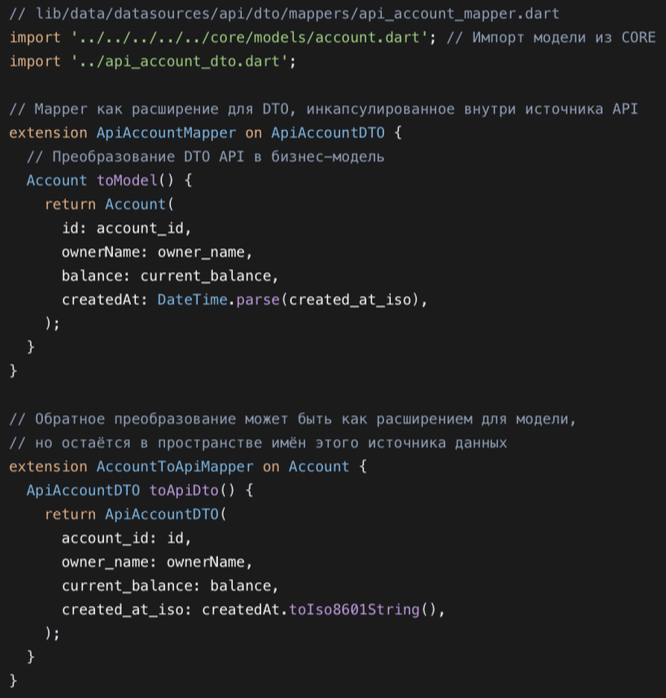 // lib/data/datasources/api/dto/mappers/api_account_mapper.dart
import '../../../../../core/models/account.dart'; // Импорт модели из CORE
import '../api_account_dto.dart';

// Mapper как расширение для DTO, инкапсулированное внутри источника API
extension ApiAccountMapper on ApiAccountDTO {
  // Преобразование DTO API в бизнес-модель
  Account toModel() {
    return Account(
      id: account_id,
      ownerName: owner_name,
      balance: current_balance,
      createdAt: DateTime.parse(created_at_iso),
    );
  }
}

// Обратное преобразование может быть как расширением для модели,
// но остаётся в пространстве имён этого источника данных
extension AccountToApiMapper on Account {
  ApiAccountDTO toApiDto() {
    return ApiAccountDTO(
      account_id: id,
      owner_name: ownerName,
      current_balance: balance,
      created_at_iso: createdAt.toIso8601String(),
    );
  }
}